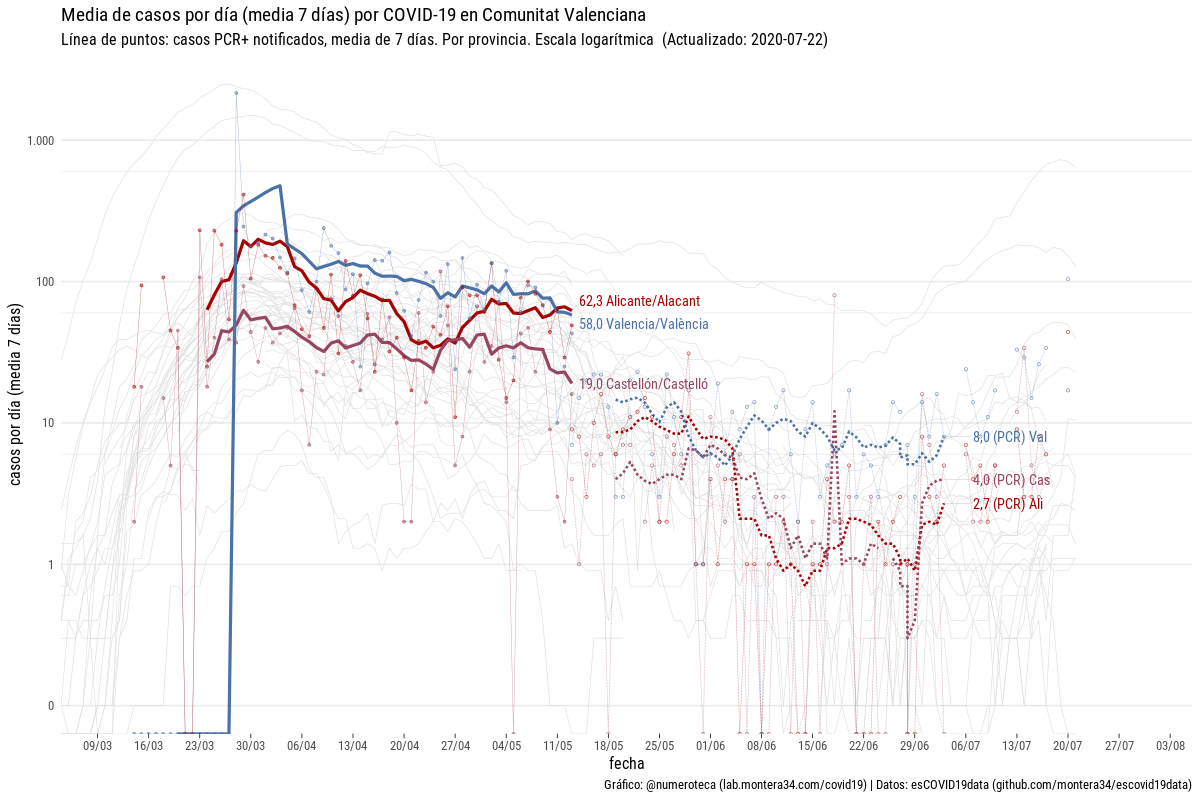 Media de casos por día (media 7 días) por COVID-19 en Comunitat Valenciana
Línea de puntos: casos PCR+ notificados, media de 7 días. Por provincia. Escala logarítmica (Actualizado: 2020-07-22)
casos por día (media 7 días)
1.000
100
10
1
0
62,3 Alicante/Alacant
58,0 Valencia/València
19,0 Castellón/Castelló
8,0 (PCR) Val
4,0 (PCR) Cas
2,7 (PCR) Ali
09/03 16/03 23/03 30/03 06/04 13/04 20/04 27/04 04/05 11/05 18/05 25/05 01/06 08/06 15/06 22/06 29/06 06/07 13/07 20/07 27/07 03/08
fecha
Gráfico: @numeroteca (lab.montera34.com/covid19) | Datos: esCOVID19data (github.com/montera34/escovid19data)